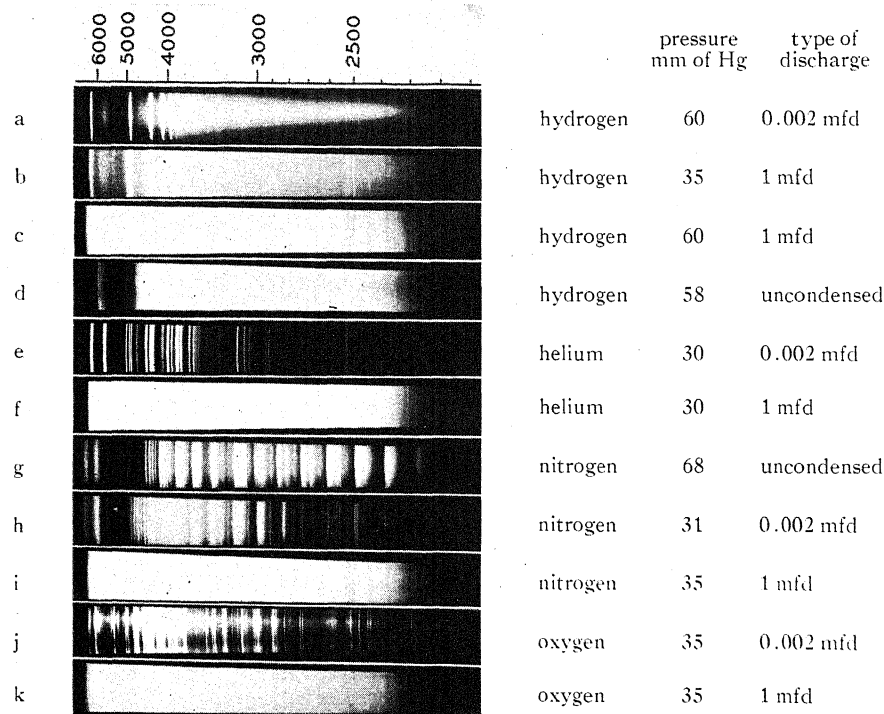 6000 5000 4000 3000 2500
pressure mm of Hg type of discharge
a hydrogen 60 0.002 mfd
b hydrogen 35 1 mfd
c hydrogen 60 1 mfd
d hydrogen 58 uncondensed
e helium 30 0.002 mfd
f helium 30 1 mfd
g nitrogen 68 uncondensed
h nitrogen 31 0.002 mfd
i nitrogen 35 1 mfd
j oxygen 35 0.002 mfd
k oxygen 35 1 mfd